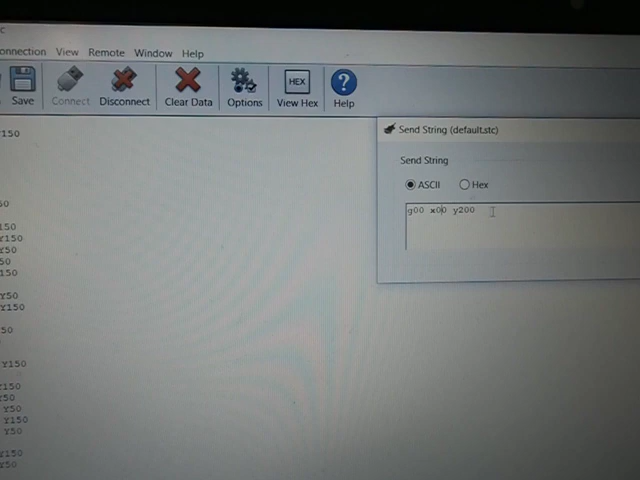 onnection View Remote Window Help
Save Connect Disconnect Clear Data Options View Hex Help
HEX
Send String (default.stc)
Send String
ASCII Hex
g00 x00 y200
Y150
50
150
Y150
Y50
50
150
Y50
Y150
50
Y150
Y150
Y50
Y50
Y150
Y50
Y150
Y50